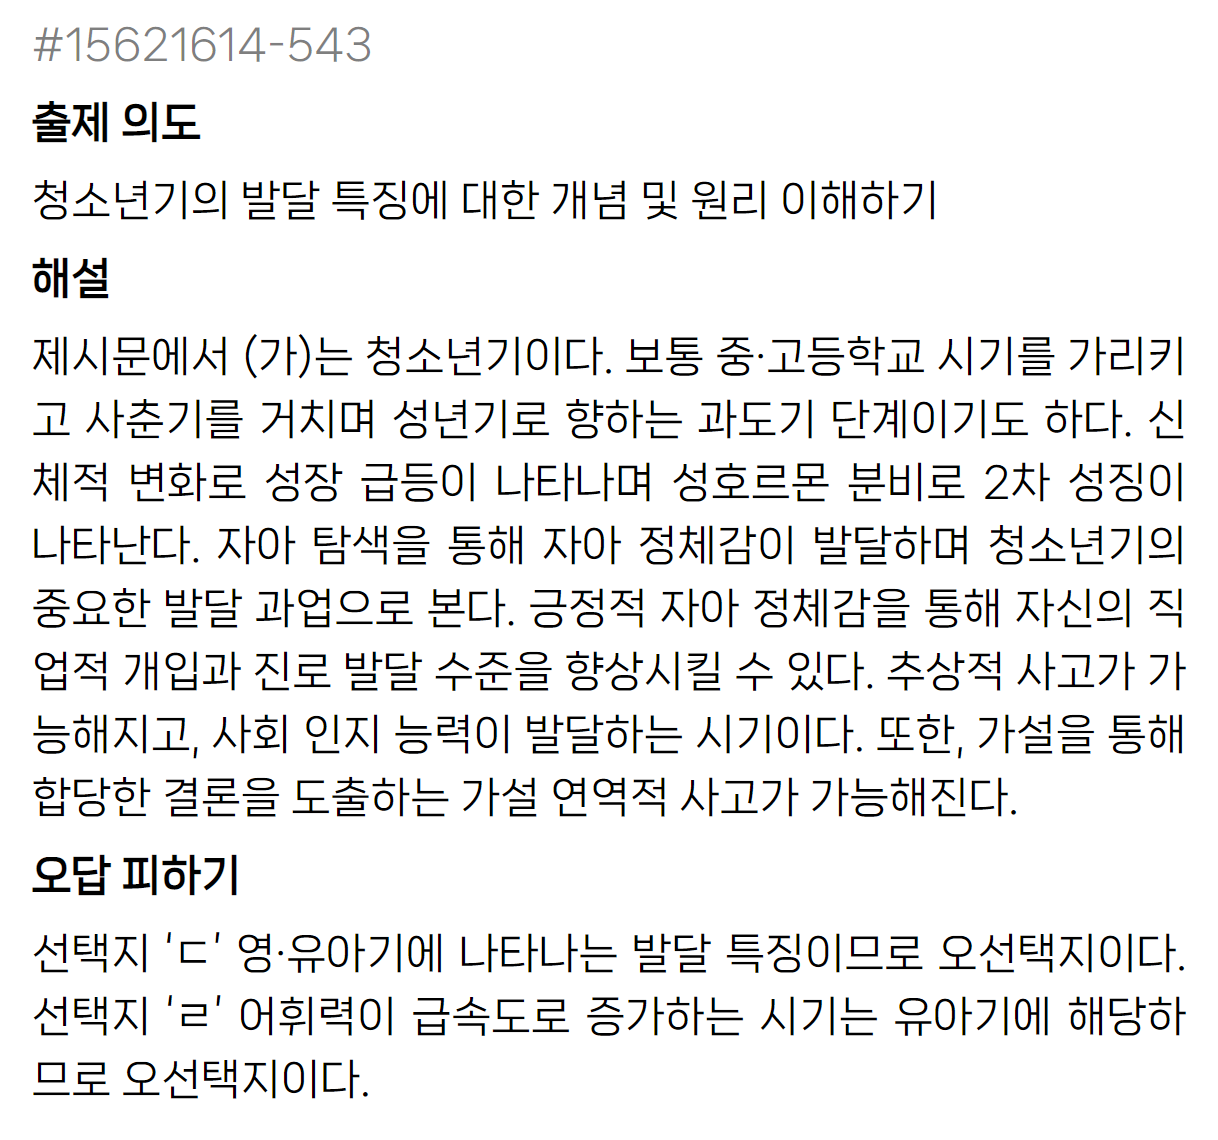 #15621614-543
출제 의도
청소년기의 발달 특징에 대한 개념 및 원리 이해하기
해설
제시문에서 (가)는 청소년기이다. 보통 중·고등학교 시기를 가리키
고 사춘기를 거치며 성년기로 향하는 과도기 단계이기도 하다. 신
체적 변화로 성장 급등이 나타나며 성호르몬 분비로 2차 성징이
나타난다. 자아 탐색을 통해 자아 정체감이 발달하며 청소년기의
중요한 발달 과업으로 본다. 긍정적 자아 정체감을 통해 자신의 직
업적 개입과 진로 발달 수준을 향상시킬 수 있다. 추상적 사고가 가
능해지고, 사회 인지 능력이 발달하는 시기이다. 또한, 가설을 통해
합당한 결론을 도출하는 가설 연역적 사고가 가능해진다.
오답 피하기
선택지 ‘ㄷ’ 영·유아기에 나타나는 발달 특징이므로 오선택지이다.
선택지 ‘ㄹ’ 어휘력이 급속도로 증가하는 시기는 유아기에 해당하
므로 오선택지이다.